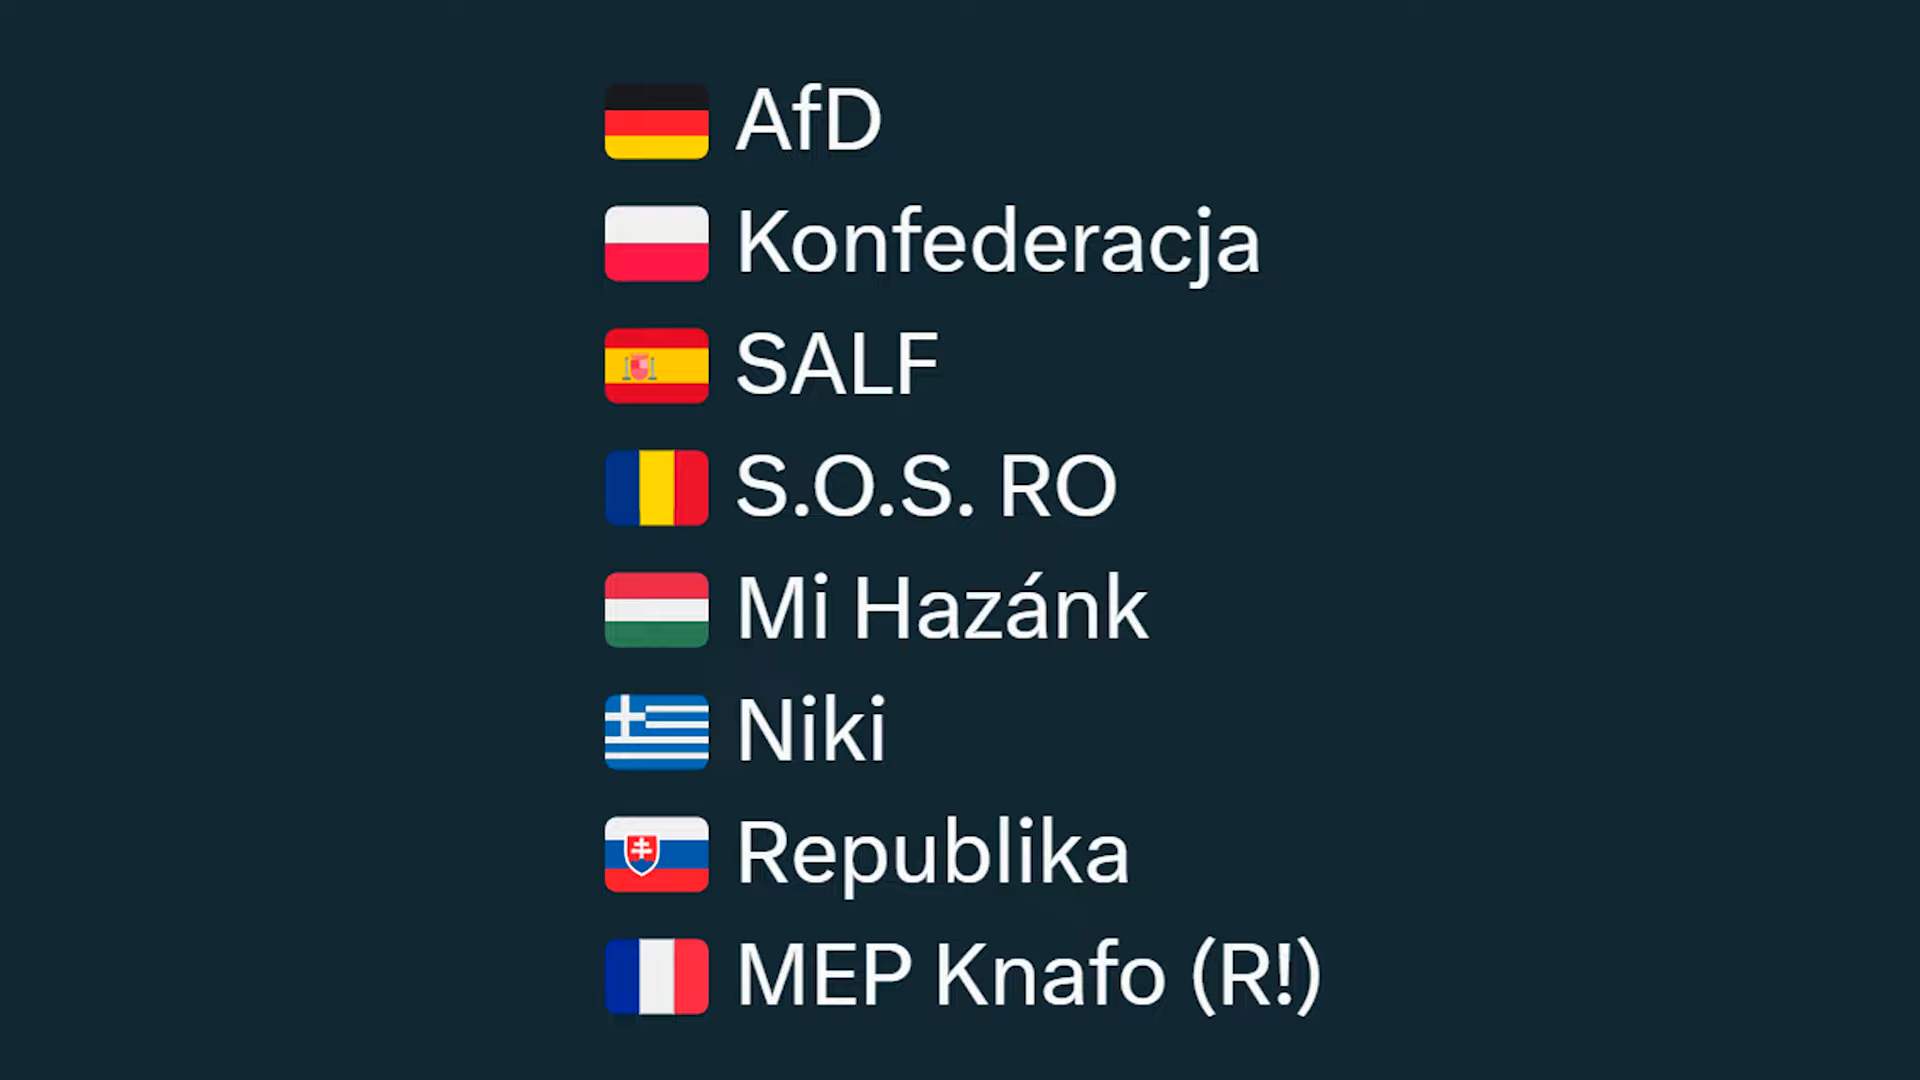 AfD
Konfederacja
SALF
S.O.S. RO
Mi Hazánk
Niki
Republika
MEP Knafo (R!)